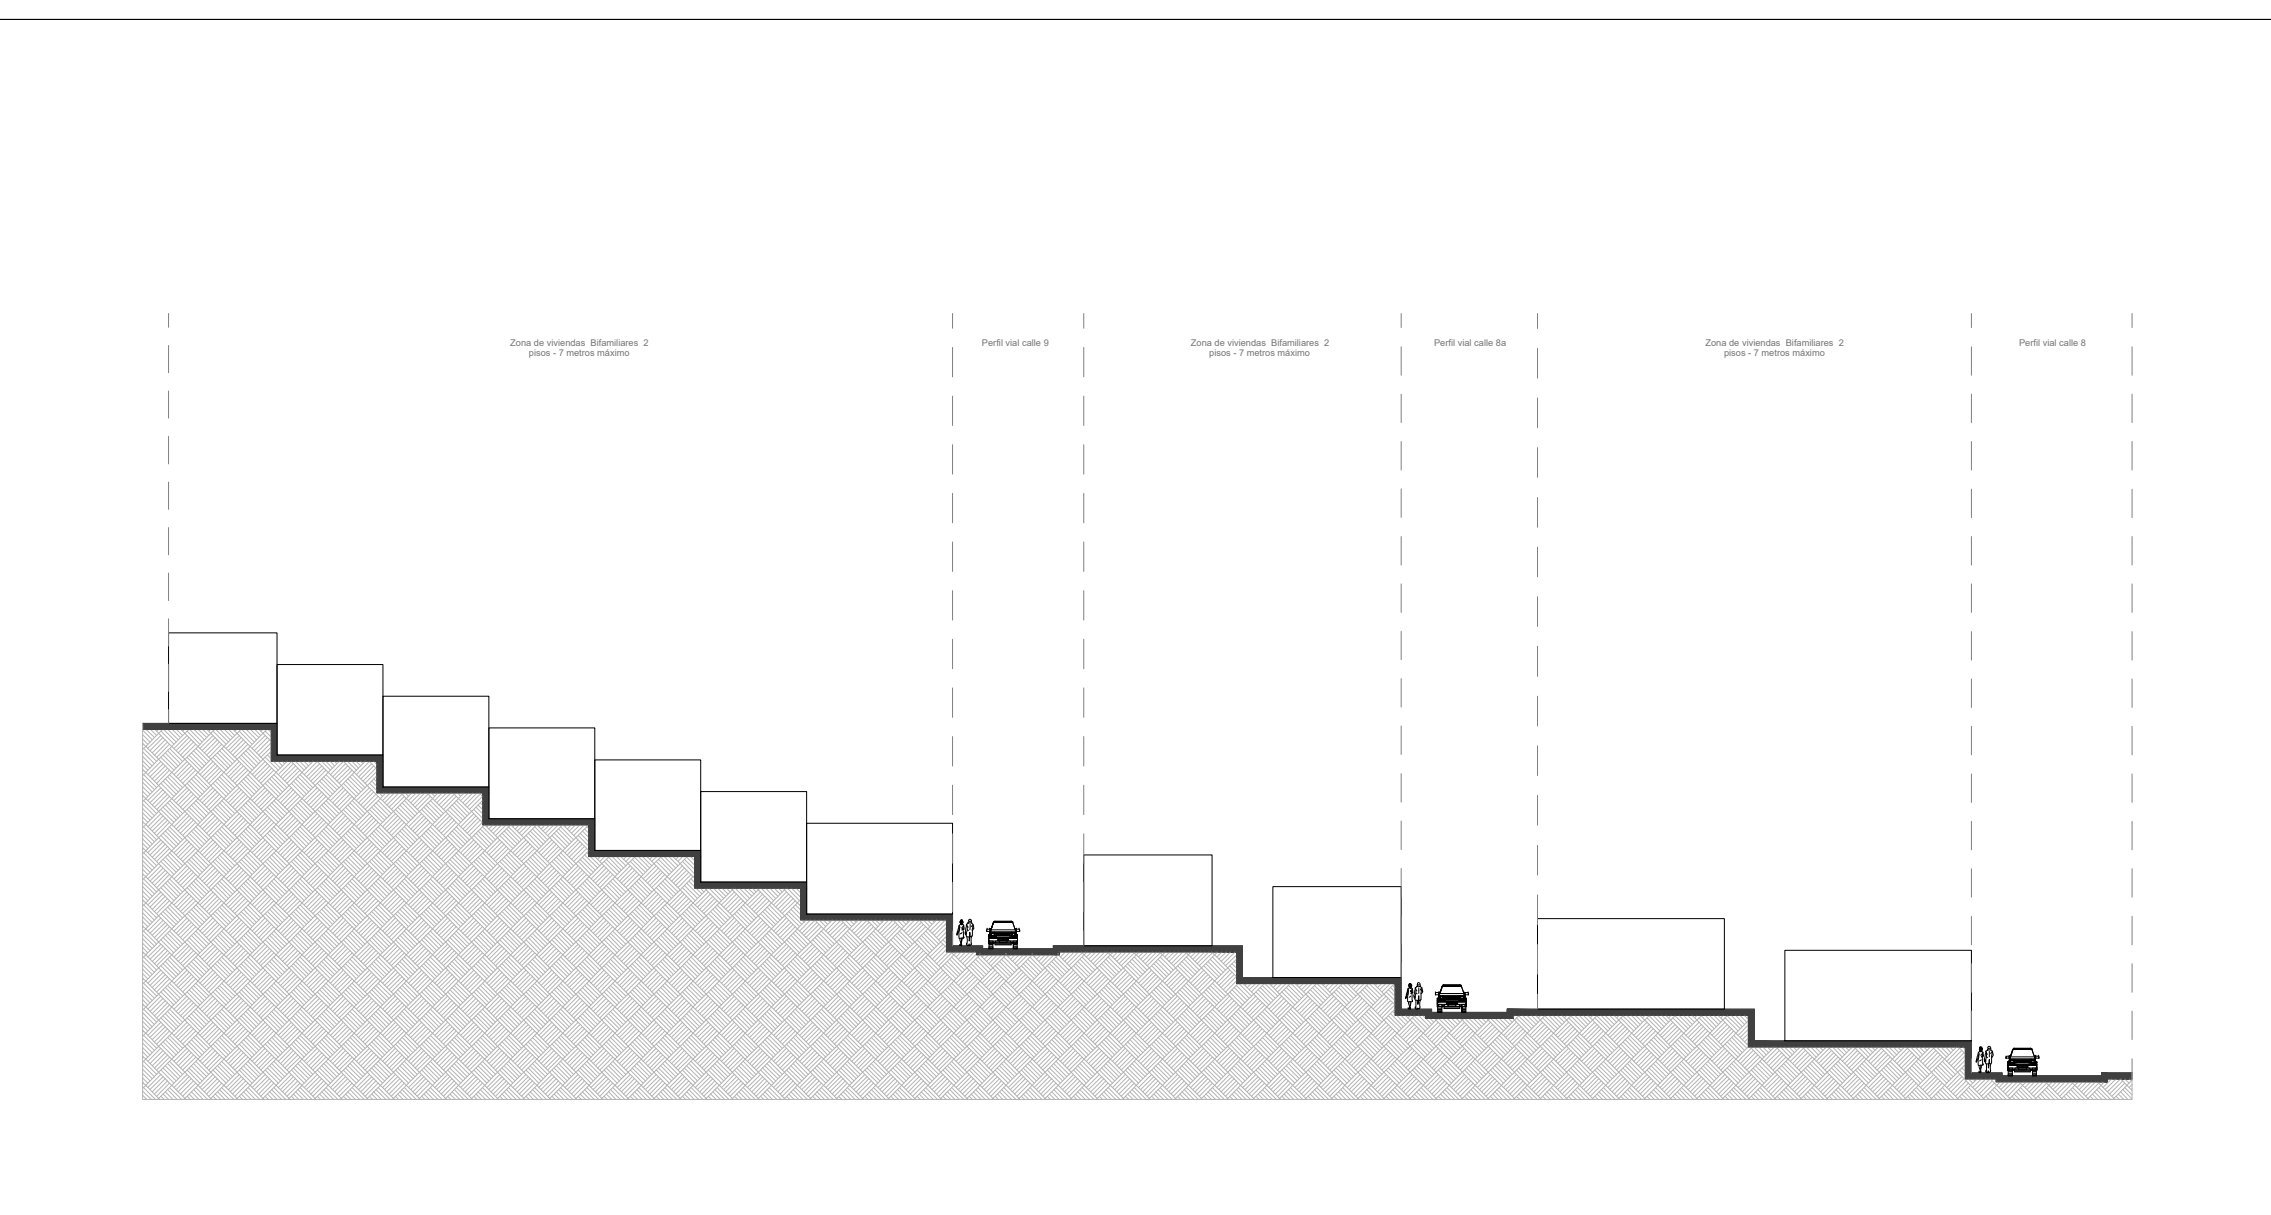 Zona de viviendas Bifamiliares 2
pisos - 7 metros máximo
Perfil vial calle 9
Zona de viviendas Bifamiliares 2
pisos - 7 metros máximo
Perfil vial calle 8a
Zona de viviendas Bifamiliares 2
pisos - 7 metros máximo
Perfil vial calle 8